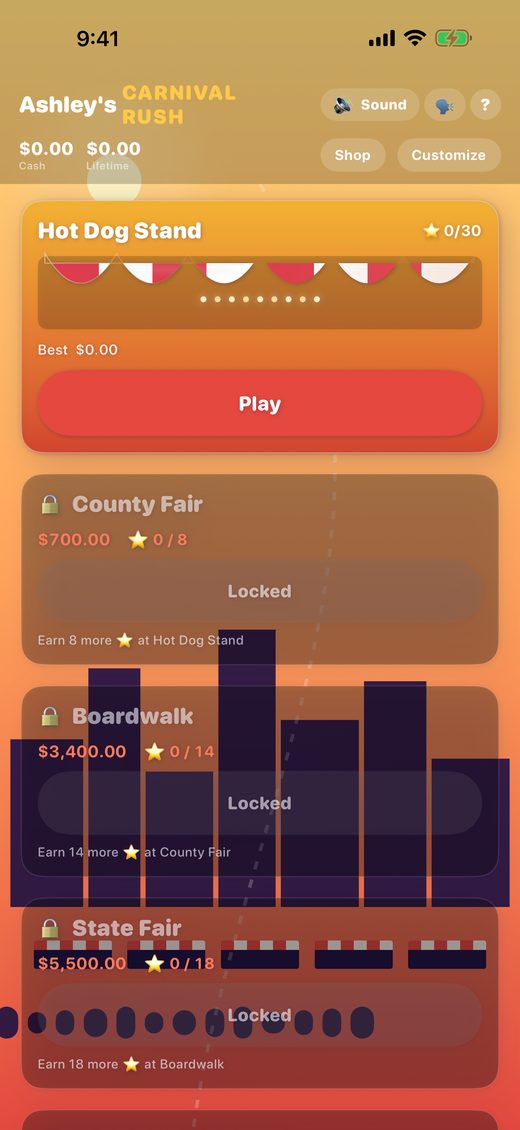 9:41
Ashley's CARNIVAL RUSH
Sound
?
$0.00 $0.00
Cash Lifetime
Shop
Customize
Hot Dog Stand
0/30
Best $0.00
Play
County Fair
$700.00 0 / 8
Locked
Earn 8 more ⭐ at Hot Dog Stand
Boardwalk
$3,400.00 0 / 14
Locked
Earn 14 more ⭐ at County Fair
State Fair
$5,500.00 0 / 18
Locked
Earn 18 more ⭐ at Boardwalk